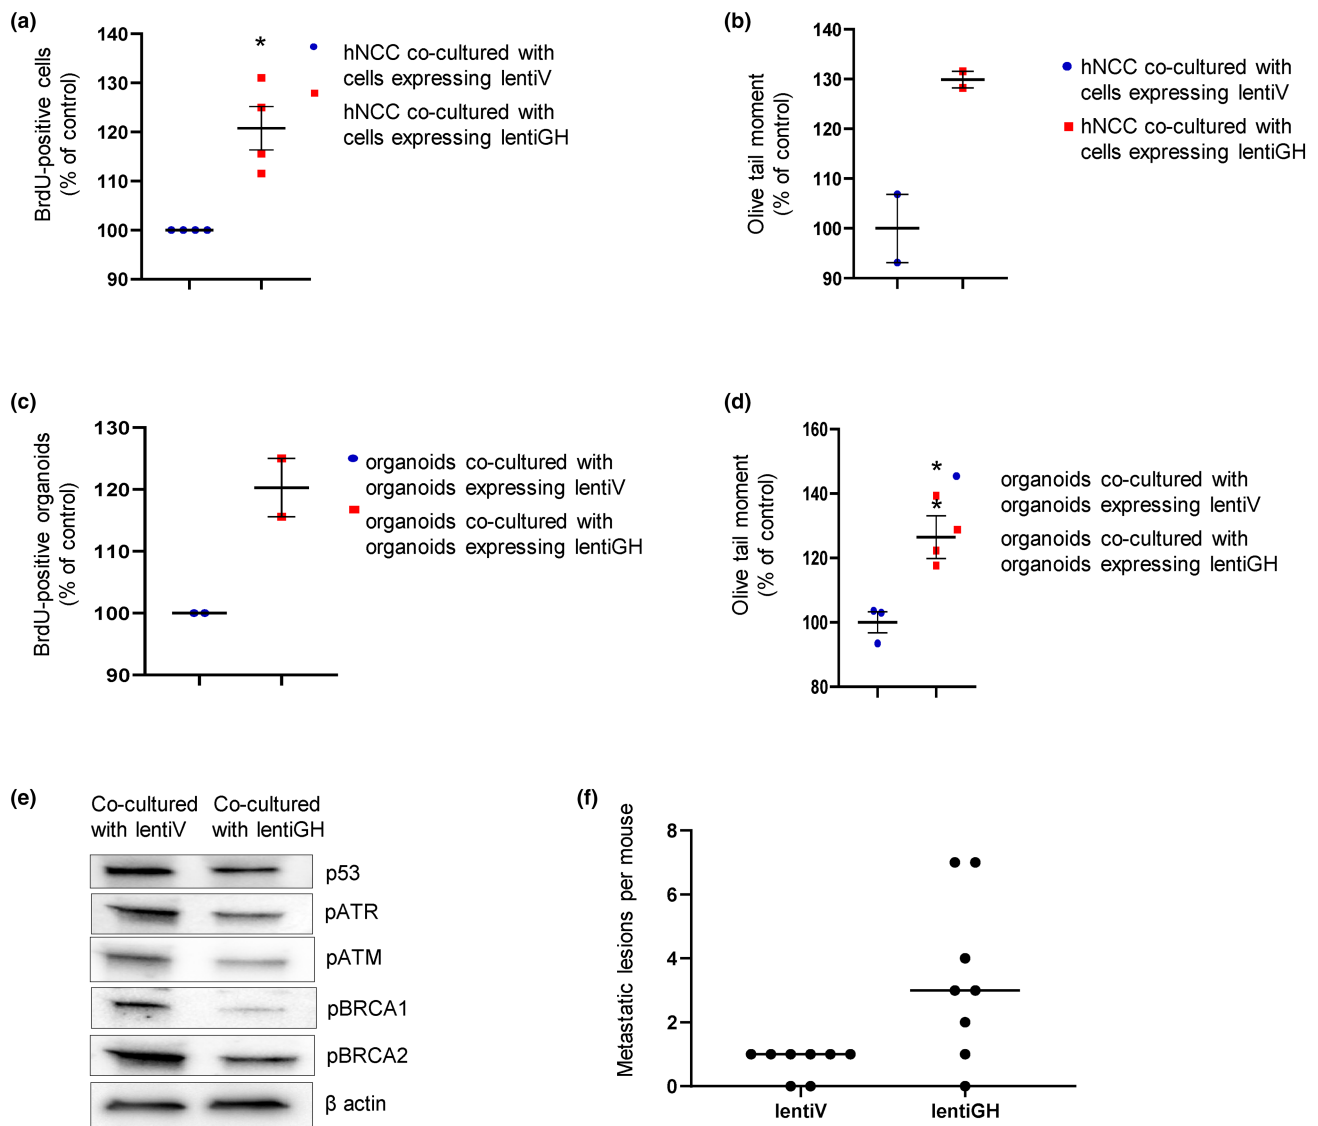 (a)
BrdU-positive cells
(% of control)
140
130
120
110
100
90
*
hNCC co-cultured with
cells expressing lentiV
hNCC co-cultured with
cells expressing lentiGH
(b)
Olive tail moment
(% of control)
140
130
120
110
100
90
hNCC co-cultured with
cells expressing lentiV
hNCC co-cultured with
cells expressing lentiGH
(c)
BrdU-positive organoids
(% of control)
130
120
110
100
90
organoids co-cultured with
organoids expressing lentiV
organoids co-cultured with
organoids expressing lentiGH
(d)
Olive tail moment
(% of control)
160
140
120
100
80
*
*
organoids co-cultured with
organoids expressing lentiV
organoids co-cultured with
organoids expressing lentiGH
(e)
Co-cultured
with lentiV
Co-cultured
with lentiGH
p53
pATR
pATM
pBRCA1
pBRCA2
β actin
(f)
Metastatic lesions per mouse
8
6
4
2
0
lentiV
lentiGH